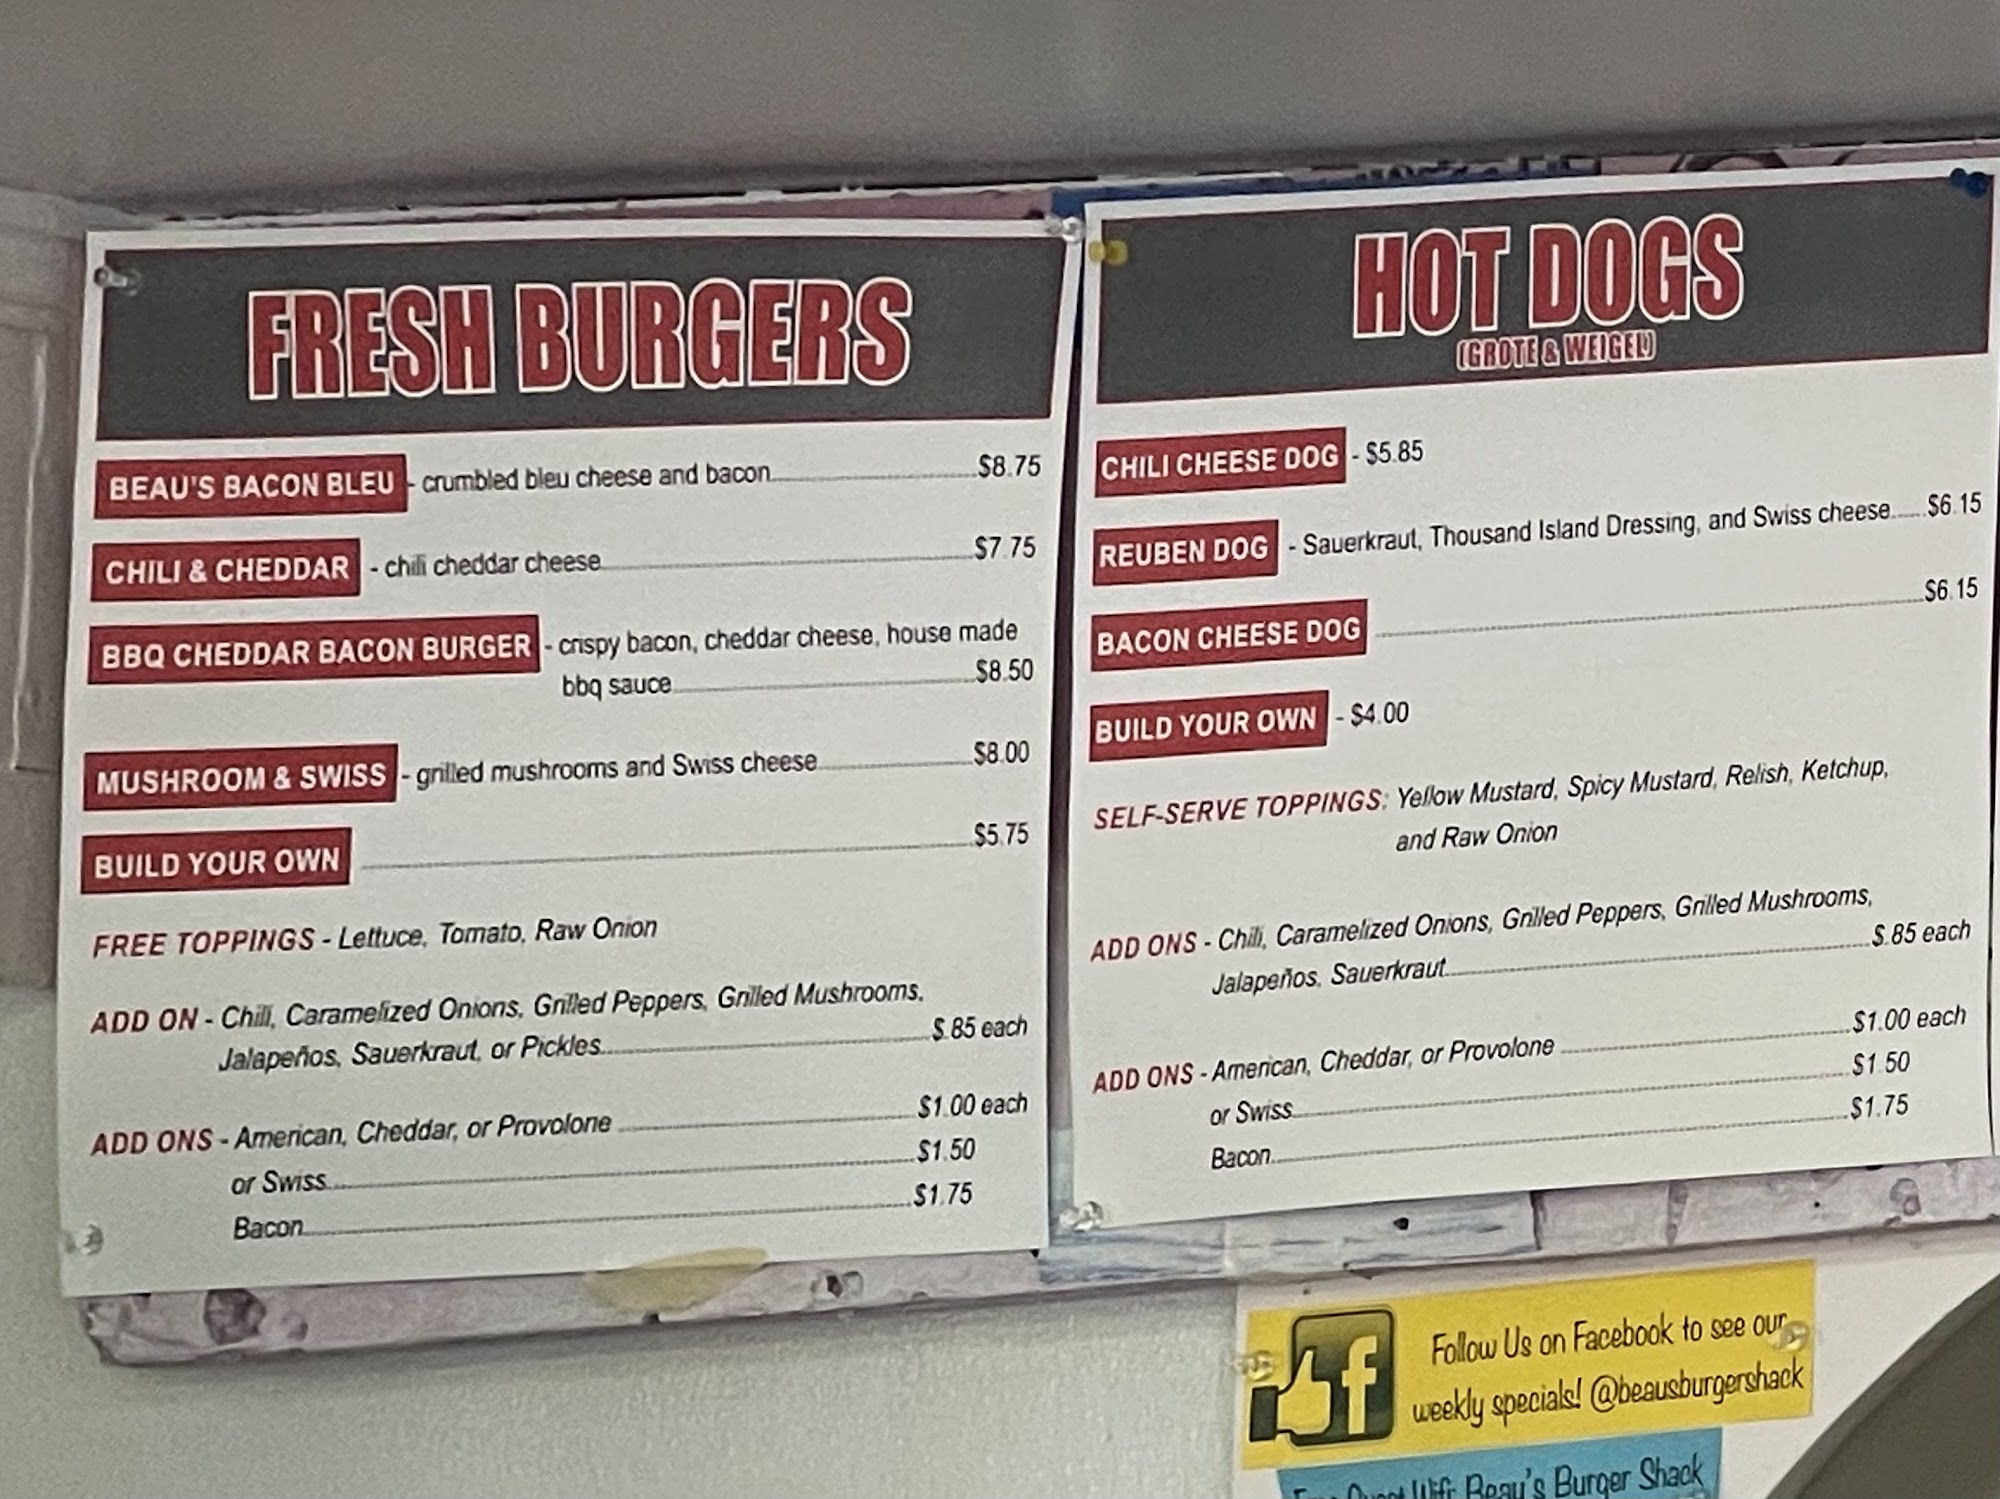 FRESH BURGERS
BEAU'S BACON BLEU - crumbled bleu cheese and bacon $8.75
CHILI & CHEDDAR - chili cheddar cheese $7.75
BBQ CHEDDAR BACON BURGER - crispy bacon, cheddar cheese, house made
bbq sauce $8.50
MUSHROOM & SWISS - grilled mushrooms and Swiss cheese $8.00
BUILD YOUR OWN $5.75
FREE TOPPINGS - Lettuce, Tomato, Raw Onion
ADD ON - Chili, Caramelized Onions, Grilled Peppers, Grilled Mushrooms,
Jalapeños, Sauerkraut, or Pickles $.85 each
ADD ONS - American, Cheddar, or Provolone $1.00 each
or Swiss $1.50
Bacon $1.75
HOT DOGS
(GROTE & WEIGEL)
CHILI CHEESE DOG - $5.85
REUBEN DOG - Sauerkraut, Thousand Island Dressing, and Swiss cheese $6.15
BACON CHEESE DOG $6.15
BUILD YOUR OWN - $4.00
SELF-SERVE TOPPINGS: Yellow Mustard, Spicy Mustard, Relish, Ketchup,
and Raw Onion
ADD ONS - Chili, Caramelized Onions, Grilled Peppers, Grilled Mushrooms,
Jalapeños, Sauerkraut $.85 each
ADD ONS - American, Cheddar, or Provolone $1.00 each
or Swiss $1.50
Bacon $1.75
f
Follow Us on Facebook to see our
weekly specials! @beausburgershack
Wifi: Beau's Burger Shack